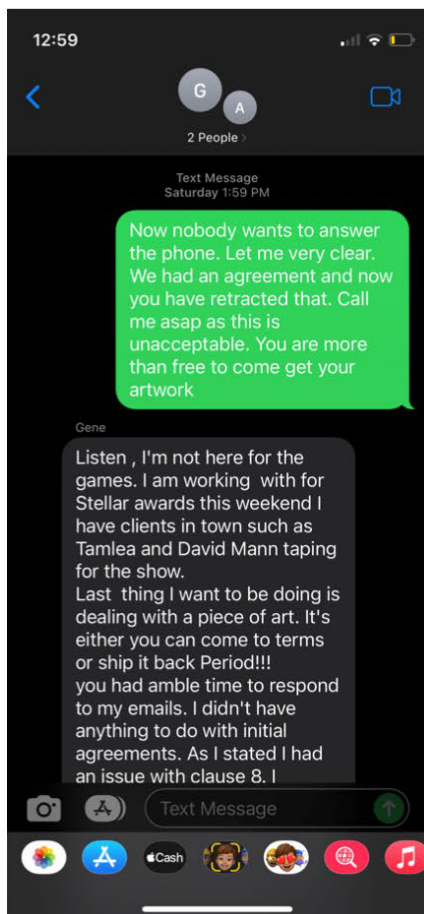 12:59
G
A
2 People >
Text Message
Saturday 1:59 PM
Now nobody wants to answer
the phone. Let me very clear.
We had an agreement and now
you have retracted that. Call
me asap as this is
unacceptable. You are more
than free to come get your
artwork
Gene
Listen , I'm not here for the
games. I am working  with for
Stellar awards this weekend I
have clients in town such as
Tamlea and David Mann taping
for the show.
Last  thing I want to be doing is
dealing with a piece of art. It's
either you can come to terms
or ship it back Period!!!
you had amble time to respond
to my emails. I didn't have
anything to do with initial
agreements. As I stated I had
an issue with clause 8. I
Text Message
Cash